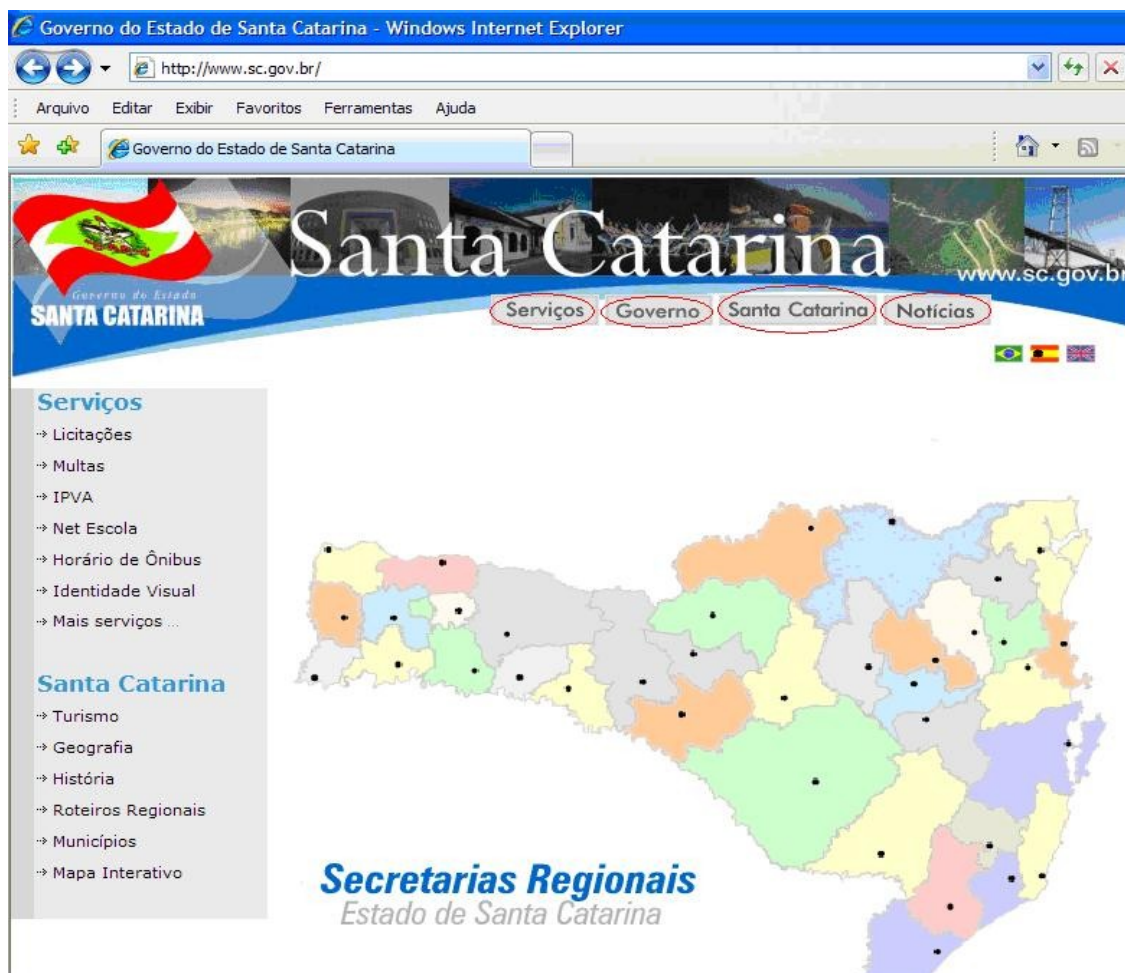 Governo do Estado de Santa Catarina - Windows Internet Explorer
http://www.sc.gov.br/
Arquivo Editar Exibir Favoritos Ferramentas Ajuda
Governo do Estado de Santa Catarina
Santa Catarina
www.sc.gov.br
Governo do Estado
SANTA CATARINA
Serviços Governo Santa Catarina Notícias
Serviços
Licitações
Multas
IPVA
Net Escola
Horário de Ônibus
Identidade Visual
Mais serviços ...
Santa Catarina
Turismo
Geografia
História
Roteiros Regionais
Municípios
Mapa Interativo
Secretarias Regionais
Estado de Santa Catarina